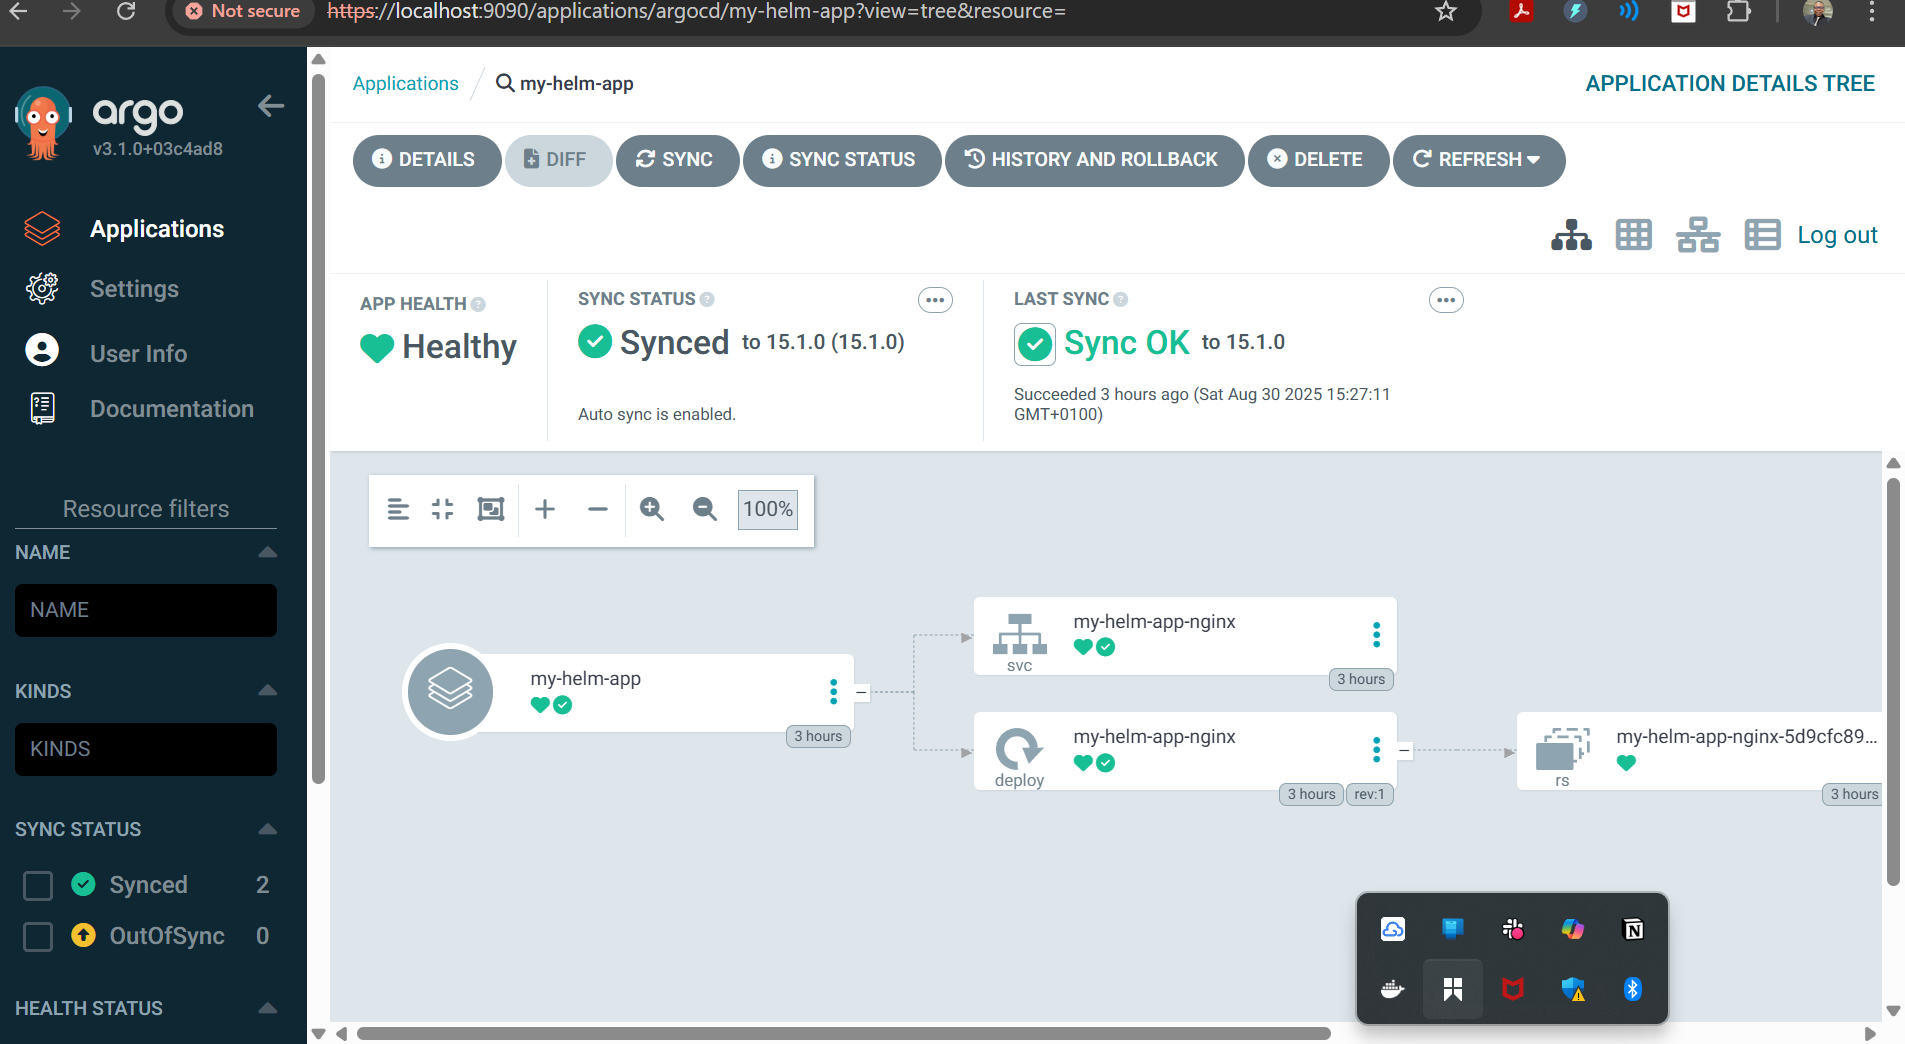 Not secure
https://localhost:9090/applications/argocd/my-helm-app?view=tree&resource=
argo
v3.1.0+03c4ad8
Applications
Settings
User Info
Documentation
Resource filters
NAME
NAME
KINDS
KINDS
SYNC STATUS
Synced 2
OutOfSync 0
HEALTH STATUS
Applications / my-helm-app
APPLICATION DETAILS TREE
DETAILS DIFF SYNC SYNC STATUS HISTORY AND ROLLBACK DELETE REFRESH
Log out
APP HEALTH
Healthy
SYNC STATUS
Synced to 15.1.0 (15.1.0)
Auto sync is enabled.
LAST SYNC
Sync OK to 15.1.0
Succeeded 3 hours ago (Sat Aug 30 2025 15:27:11
GMT+0100)
100%
my-helm-app
3 hours
my-helm-app-nginx
svc
3 hours
my-helm-app-nginx
deploy
3 hours rev:1
my-helm-app-nginx-5d9cfc89...
rs
3 hours